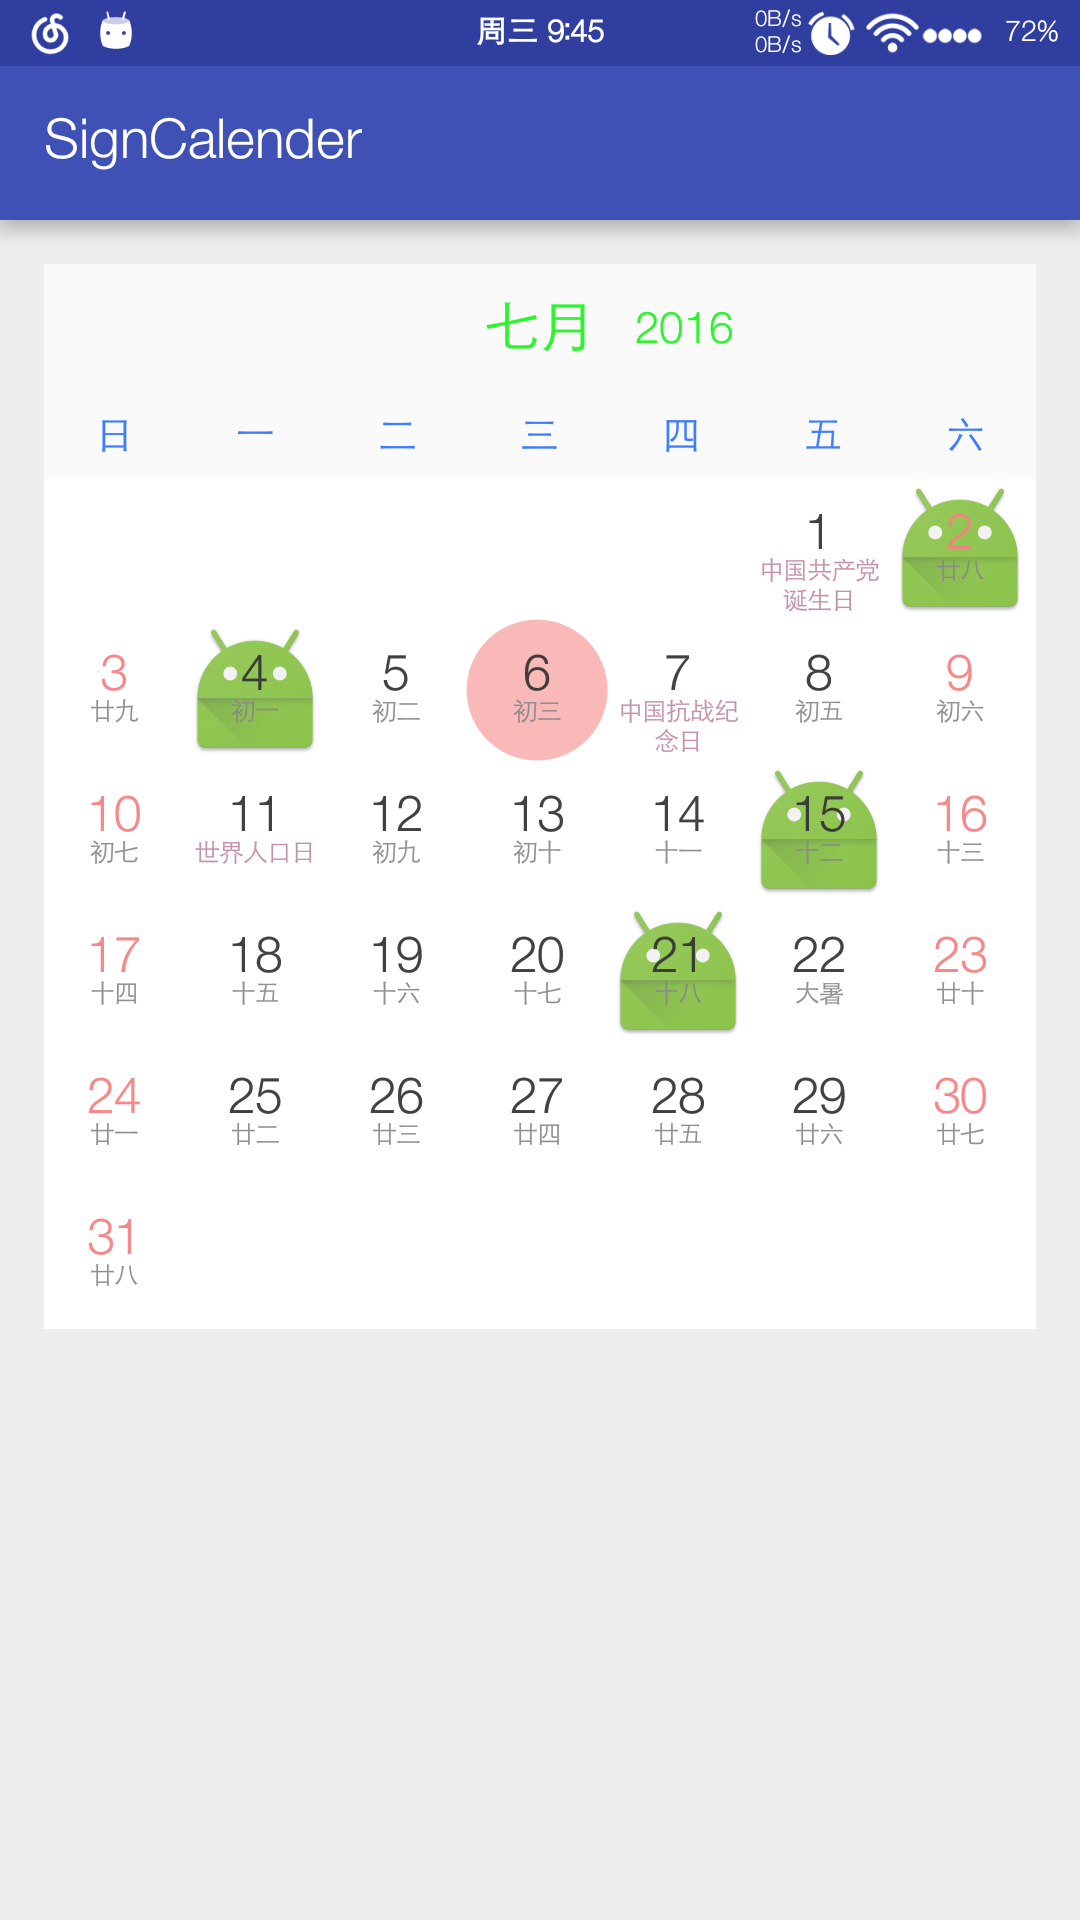 周三 9:45
0B/s
0B/s
72%
SignCalender
七月 2016
日 一 二 三 四 五 六
1 2
中国共产党 廿八
诞生日
3 4 5 6 7 8 9
廿九 初一 初二 初三 中国抗战纪 初五 初六
念日
10 11 12 13 14 15 16
初七 世界人口日 初九 初十 十一 十二 十三
17 18 19 20 21 22 23
十四 十五 十六 十七 十八 大暑 廿十
24 25 26 27 28 29 30
廿一 廿二 廿三 廿四 廿五 廿六 廿七
31
廿八